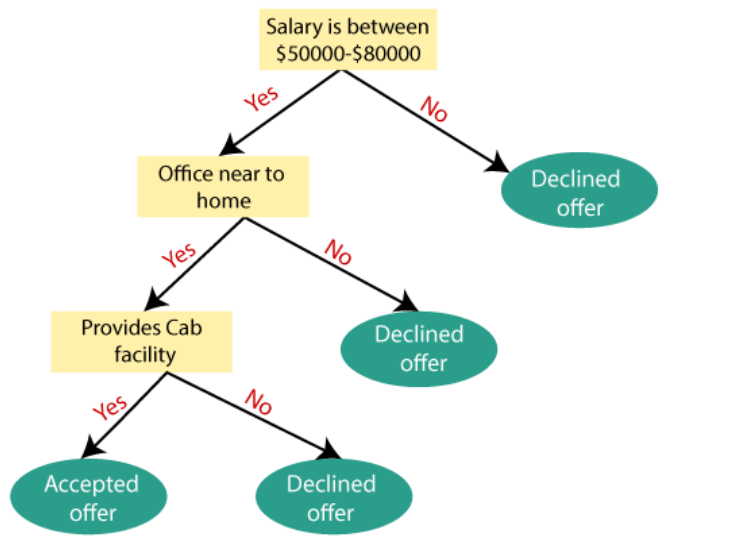 Salary is between
$50000-$80000
Yes
No
Office near to
home
Declined
offer
Yes
No
Provides Cab
facility
Declined
offer
Yes
No
Accepted
offer
Declined
offer